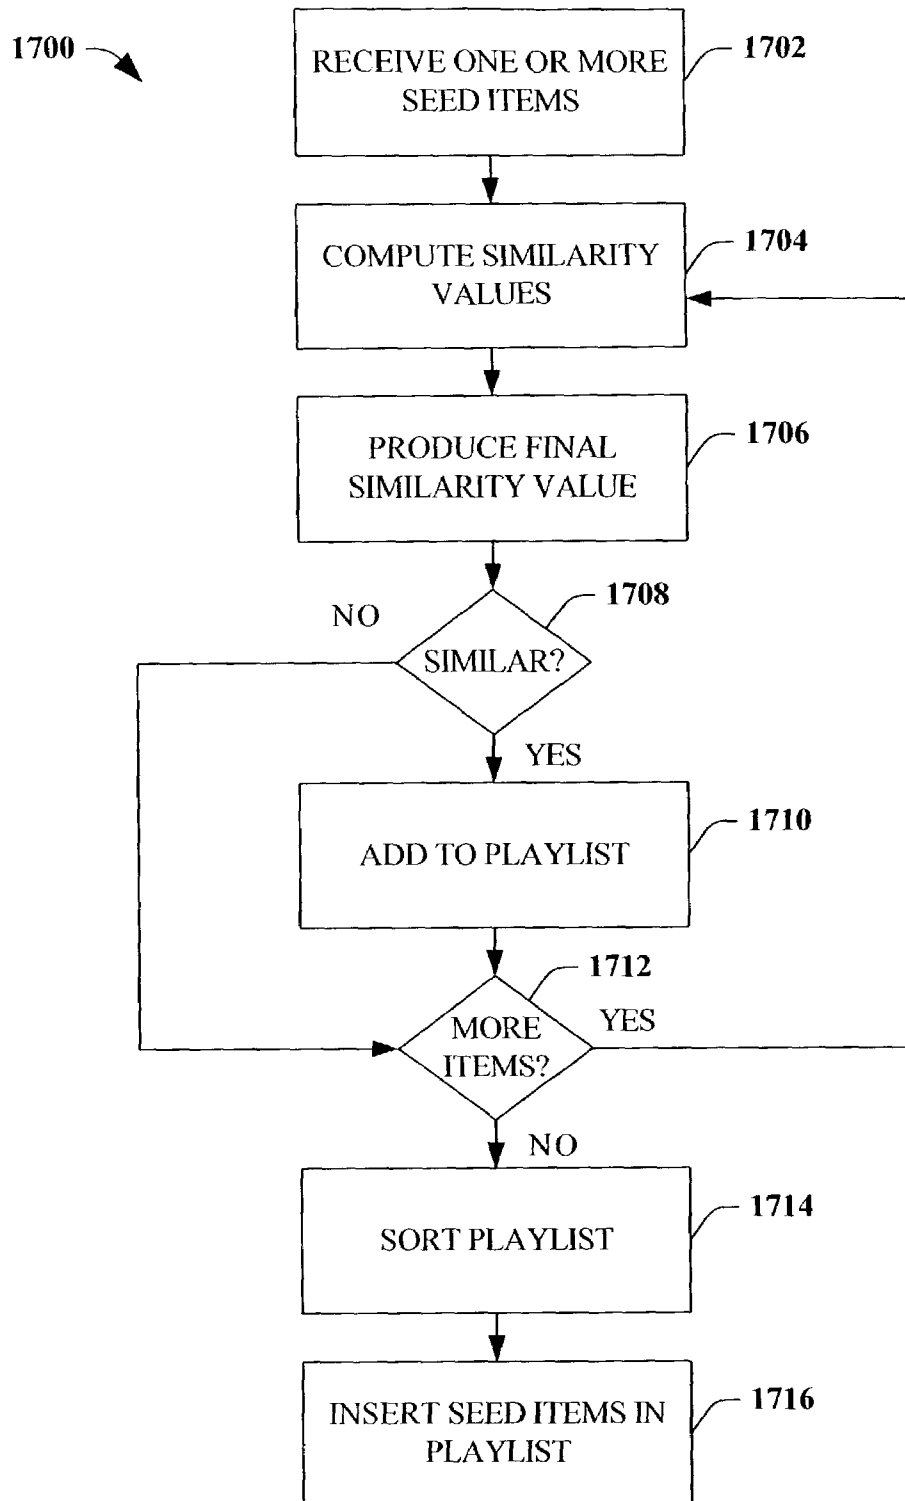 1700
RECEIVE ONE OR MORE
SEED ITEMS
1702
COMPUTE SIMILARITY
VALUES
1704
PRODUCE FINAL
SIMILARITY VALUE
1706
SIMILAR?
1708
NO
YES
ADD TO PLAYLIST
1710
MORE
ITEMS?
1712
YES
NO
SORT PLAYLIST
1714
INSERT SEED ITEMS IN
PLAYLIST
1716